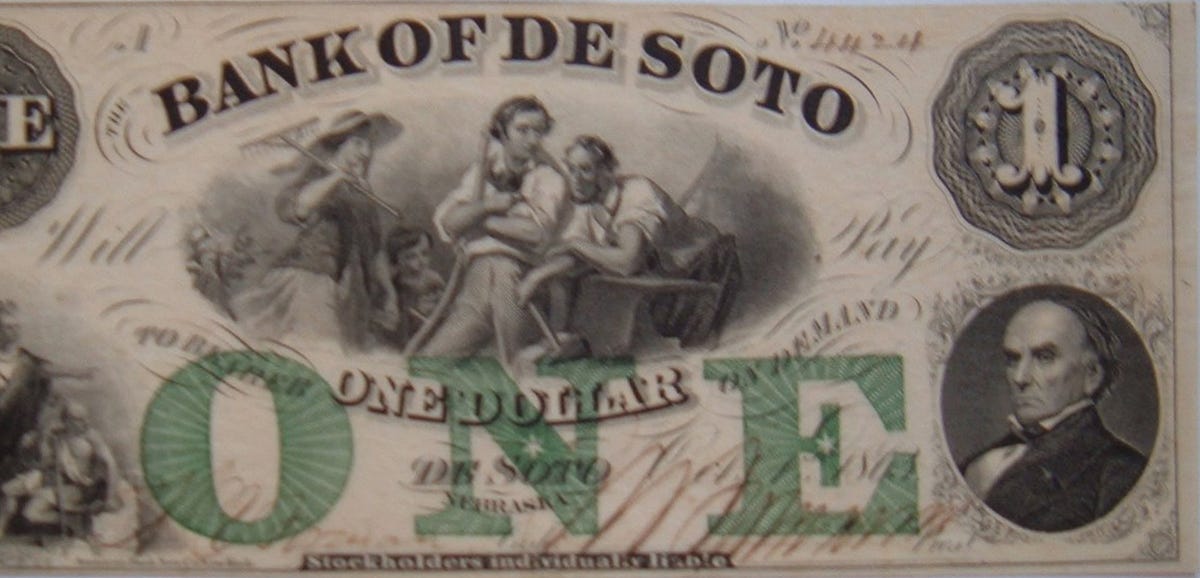 A
No. 4424
THE
BANK OF DE SOTO
E
1
Will Pay
TO BEARER ON DEMAND
ONE DOLLAR
ONE
DE SOTO
NEBRASKA
Stockholders individually liable